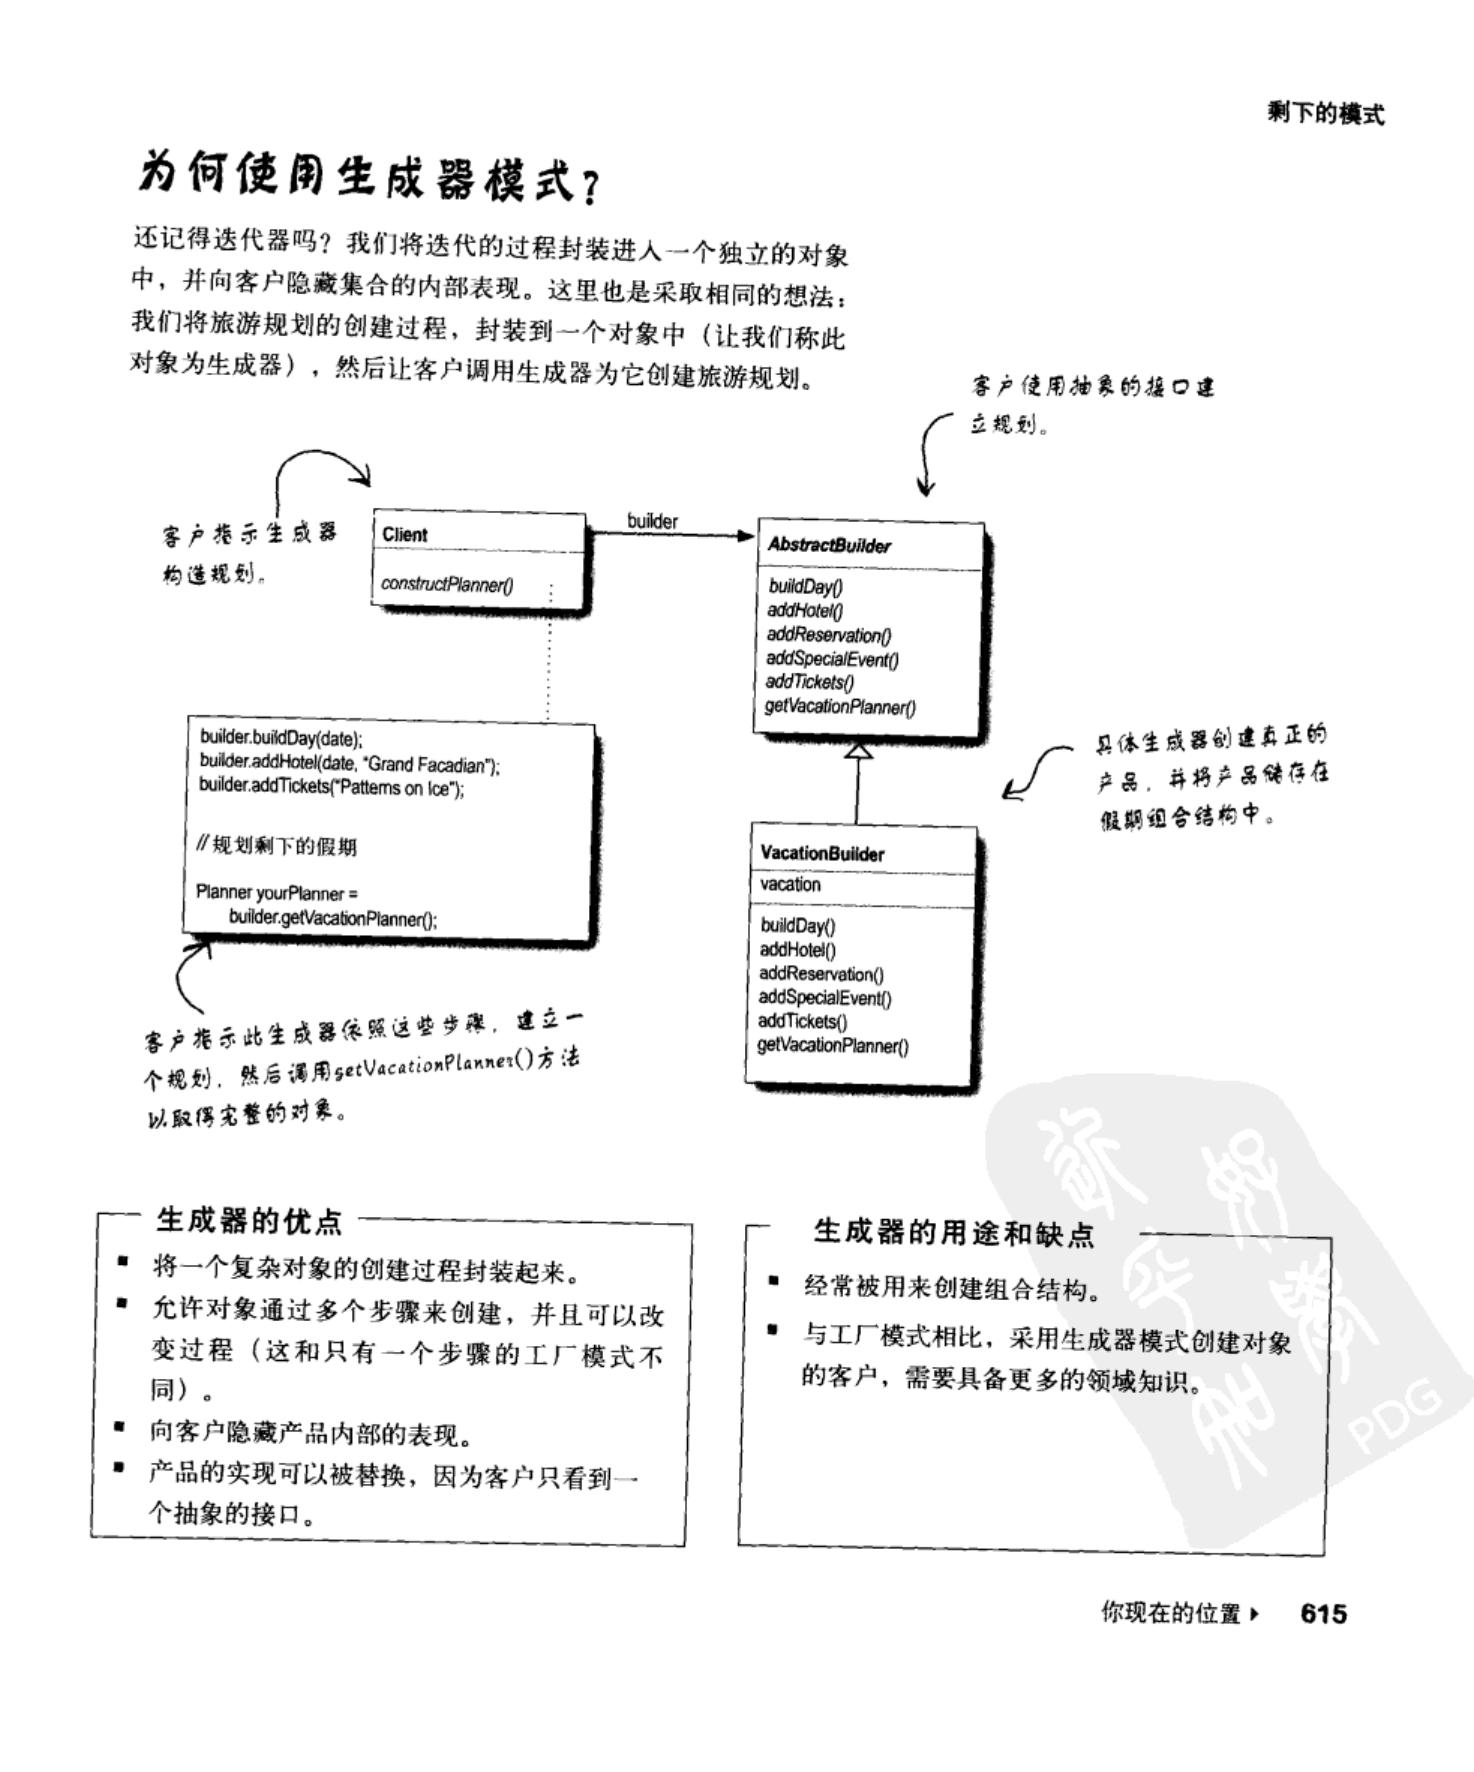 剩下的模式
为何使用生成器模式?
还记得迭代器吗？我们将迭代的过程封装进入一个独立的对象
中，并向客户隐藏集合的内部表现。这里也是采取相同的想法：
我们将旅游规划的创建过程，封装到一个对象中（让我们称此
对象为生成器），然后让客户调用生成器为它创建旅游规划。
客户使用抽象的接口建
立规划。
客户指示生成器
构造规划。
Client
constructPlanner()
builder
AbstractBuilder
buildDay()
addHotel()
addReservation()
addSpecialEvent()
addTickets()
getVacationPlanner()
builder.buildDay(date);
builder.addHotel(date, “Grand Facadian”);
builder.addTickets(“Patterns on Ice”);
//规划剩下的假期
Planner yourPlanner =
builder.getVacationPlanner();
具体生成器创建真正的
产品，并将产品储存在
假期组合结构中。
VacationBuilder
vacation
buildDay()
addHotel()
addReservation()
addSpecialEvent()
addTickets()
getVacationPlanner()
客户指示此生成器依照这些步骤，建立一
个规划，然后调用getVacationPlanner()方法
以取得完整的对象。
生成器的优点
■ 将一个复杂对象的创建过程封装起来。
■ 允许对象通过多个步骤来创建，并且可以改
变过程（这和只有一个步骤的工厂模式不
同）。
■ 向客户隐藏产品内部的表现。
■ 产品的实现可以被替换，因为客户只看到一
个抽象的接口。
生成器的用途和缺点
■ 经常被用来创建组合结构。
■ 与工厂模式相比，采用生成器模式创建对象
的客户，需要具备更多的领域知识。
PDG
你现在的位置 ▸ 615